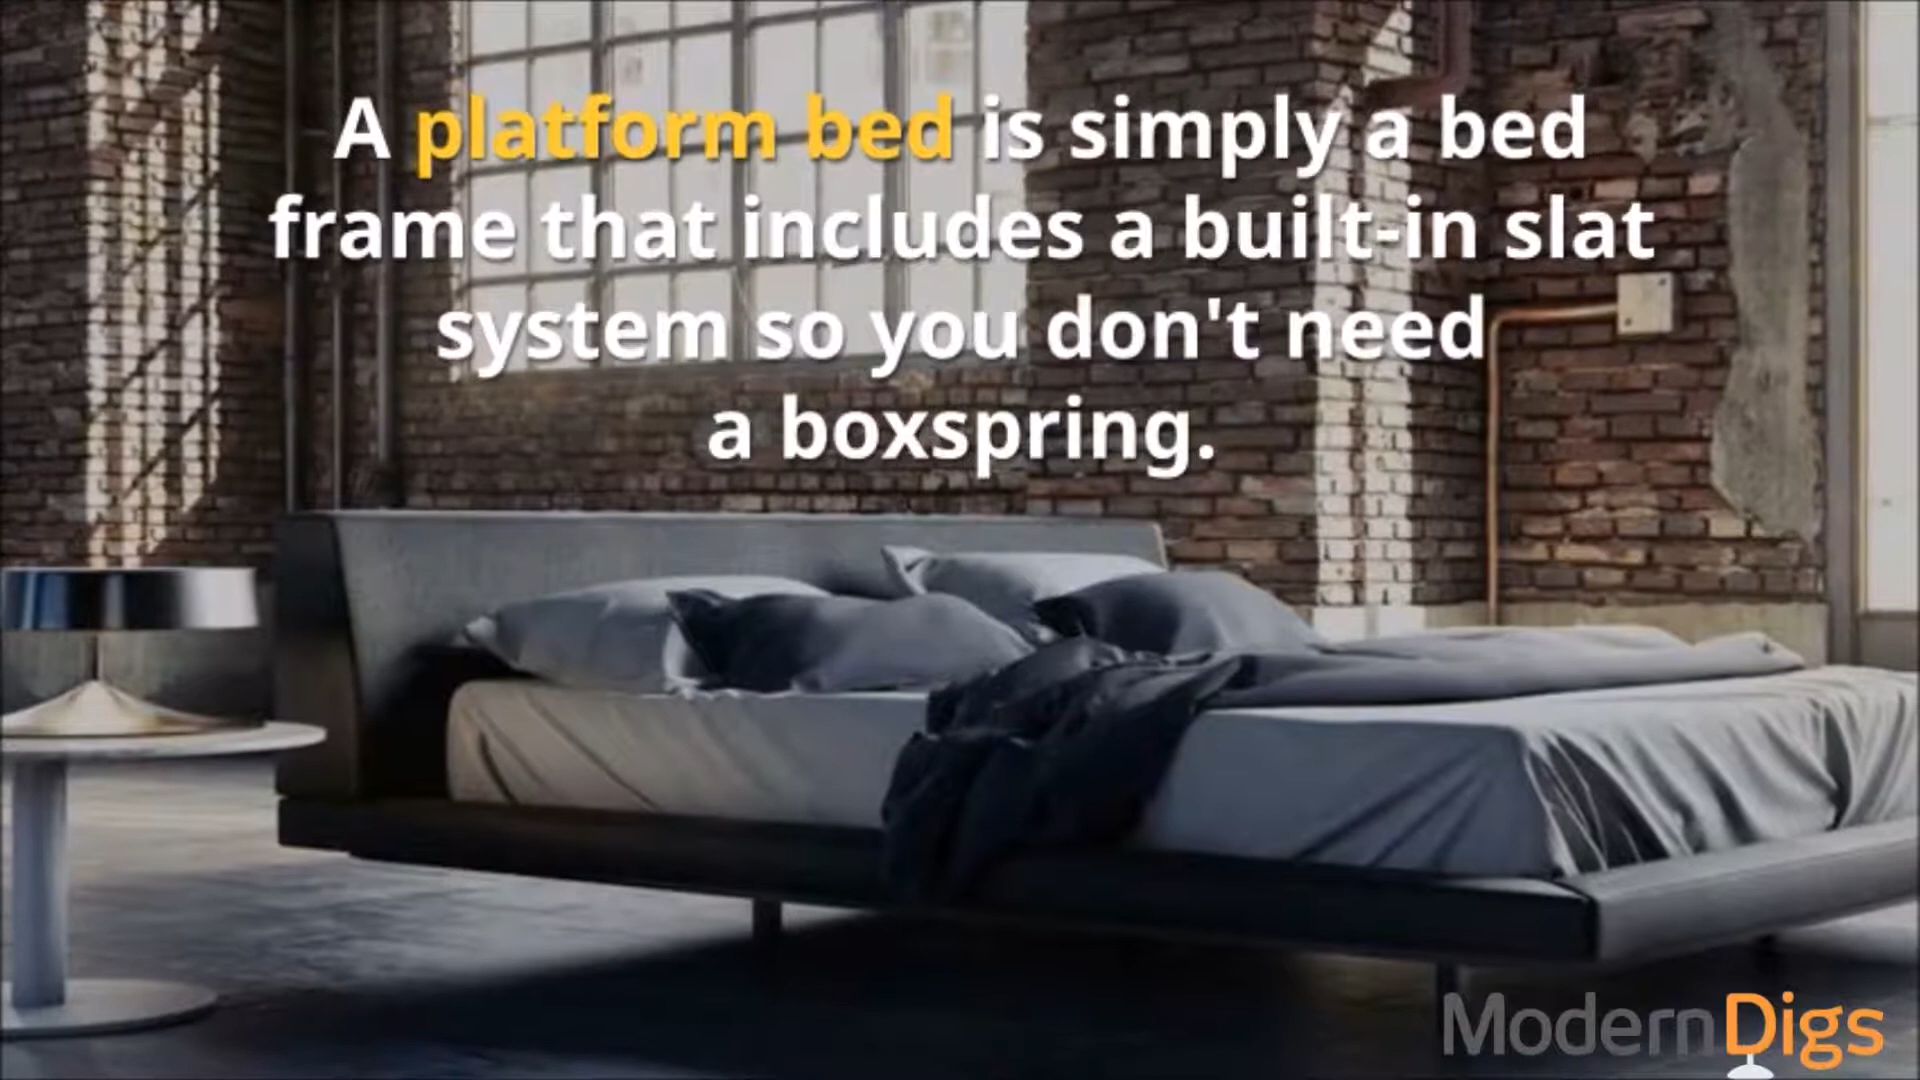 A platform bed is simply a bed
frame that includes a built-in slat
system so you don't need
a boxspring.
ModernDigs